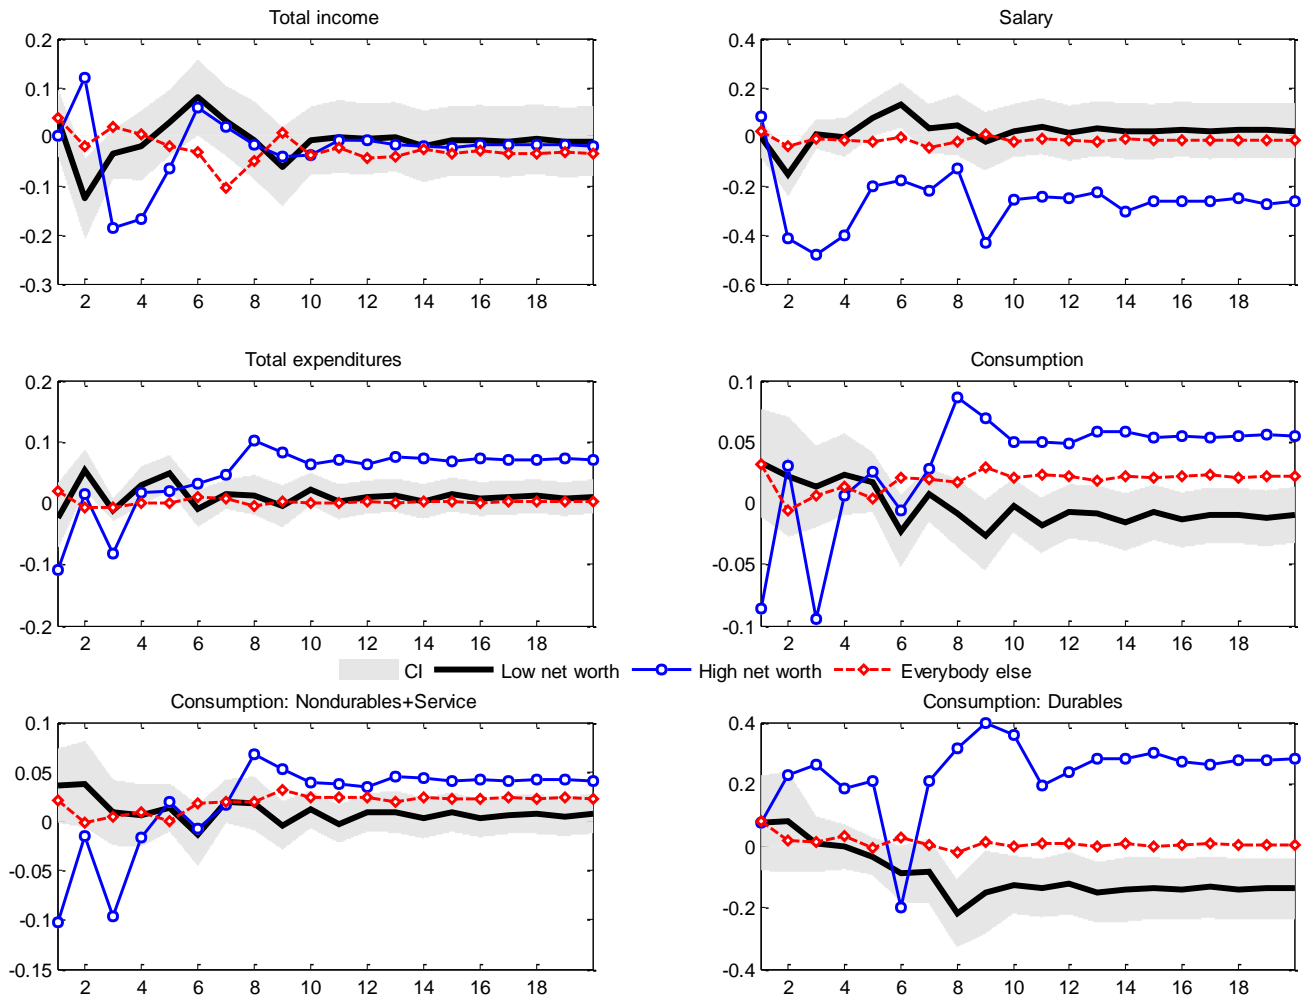 Total income
0.2
0.1
0
-0.1
-0.2
-0.3
2 4 6 8 10 12 14 16 18
Salary
0.4
0.2
0
-0.2
-0.4
-0.6
2 4 6 8 10 12 14 16 18
Total expenditures
0.2
0.1
0
-0.1
-0.2
2 4 6 8 10 12 14 16 18
Consumption
0.1
0.05
0
-0.05
-0.1
2 4 6 8 10 12 14 16 18
CI Low net worth High net worth Everybody else
Consumption: Nondurables+Service
0.1
0.05
0
-0.05
-0.1
-0.15
2 4 6 8 10 12 14 16 18
Consumption: Durables
0.4
0.2
0
-0.2
-0.4
2 4 6 8 10 12 14 16 18